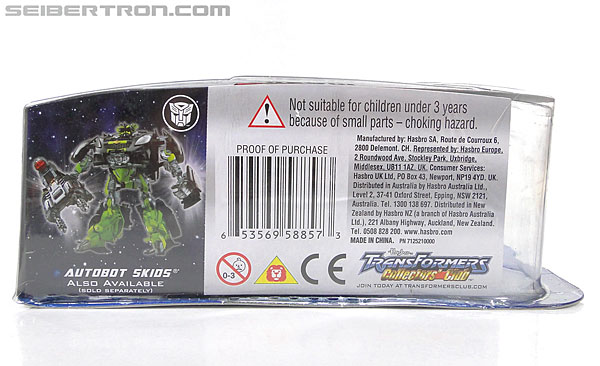 SEIBERTRON.COM
Not suitable for children under 3 years
because of small parts – choking hazard.
PROOF OF PURCHASE
6 53569 58857 3
Manufactured by: Hasbro SA, Route de Courroux 6,
2800 Delemont. CH. Represented by: Hasbro Europe,
2 Roundwood Ave, Stockley Park, Uxbridge,
Middlesex, UB11 1AZ. UK. Consumer Services:
Hasbro UK Ltd, PO Box 43, Newport, NP19 4YD, UK.
Distributed in Australia by Hasbro Australia Ltd.,
Level 2, 37-41 Oxford Street, Epping, NSW 2121,
Australia. Tel. 1300 138 697. Distributed in New
Zealand by Hasbro NZ (a branch of Hasbro Australia
Ltd.), 221 Albany Highway, Auckland, New Zealand.
Tel. 0508 828 200. www.hasbro.com
MADE IN CHINA. PN 7125210000
0-3
CE
Hasbro
TRANSFORMERS
Collectors' Club
JOIN TODAY AT TRANSFORMERSCLUB.COM
AUTOBOT SKIDS®
ALSO AVAILABLE
(SOLD SEPARATELY)